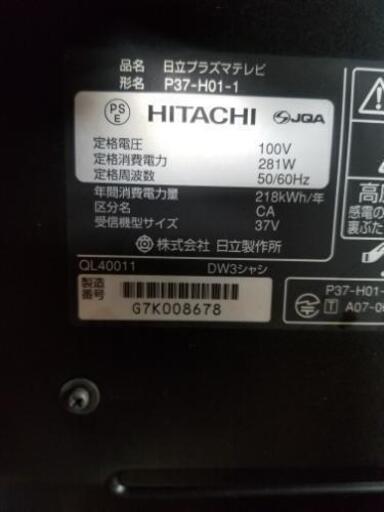 品名 日立プラズマテレビ
形名 P37-H01-1
PS E HITACHI JQA
定格電圧 100V
定格消費電力 281W
定格周波数 50/60Hz
年間消費電力量 218kWh/年
区分名 CA
受信機型サイズ 37V
株式会社 日立製作所
QL40011 DW3シャシ
製造番号 G7K008678
高
感電の
裏ぶた
P37-H01-
T A07-0